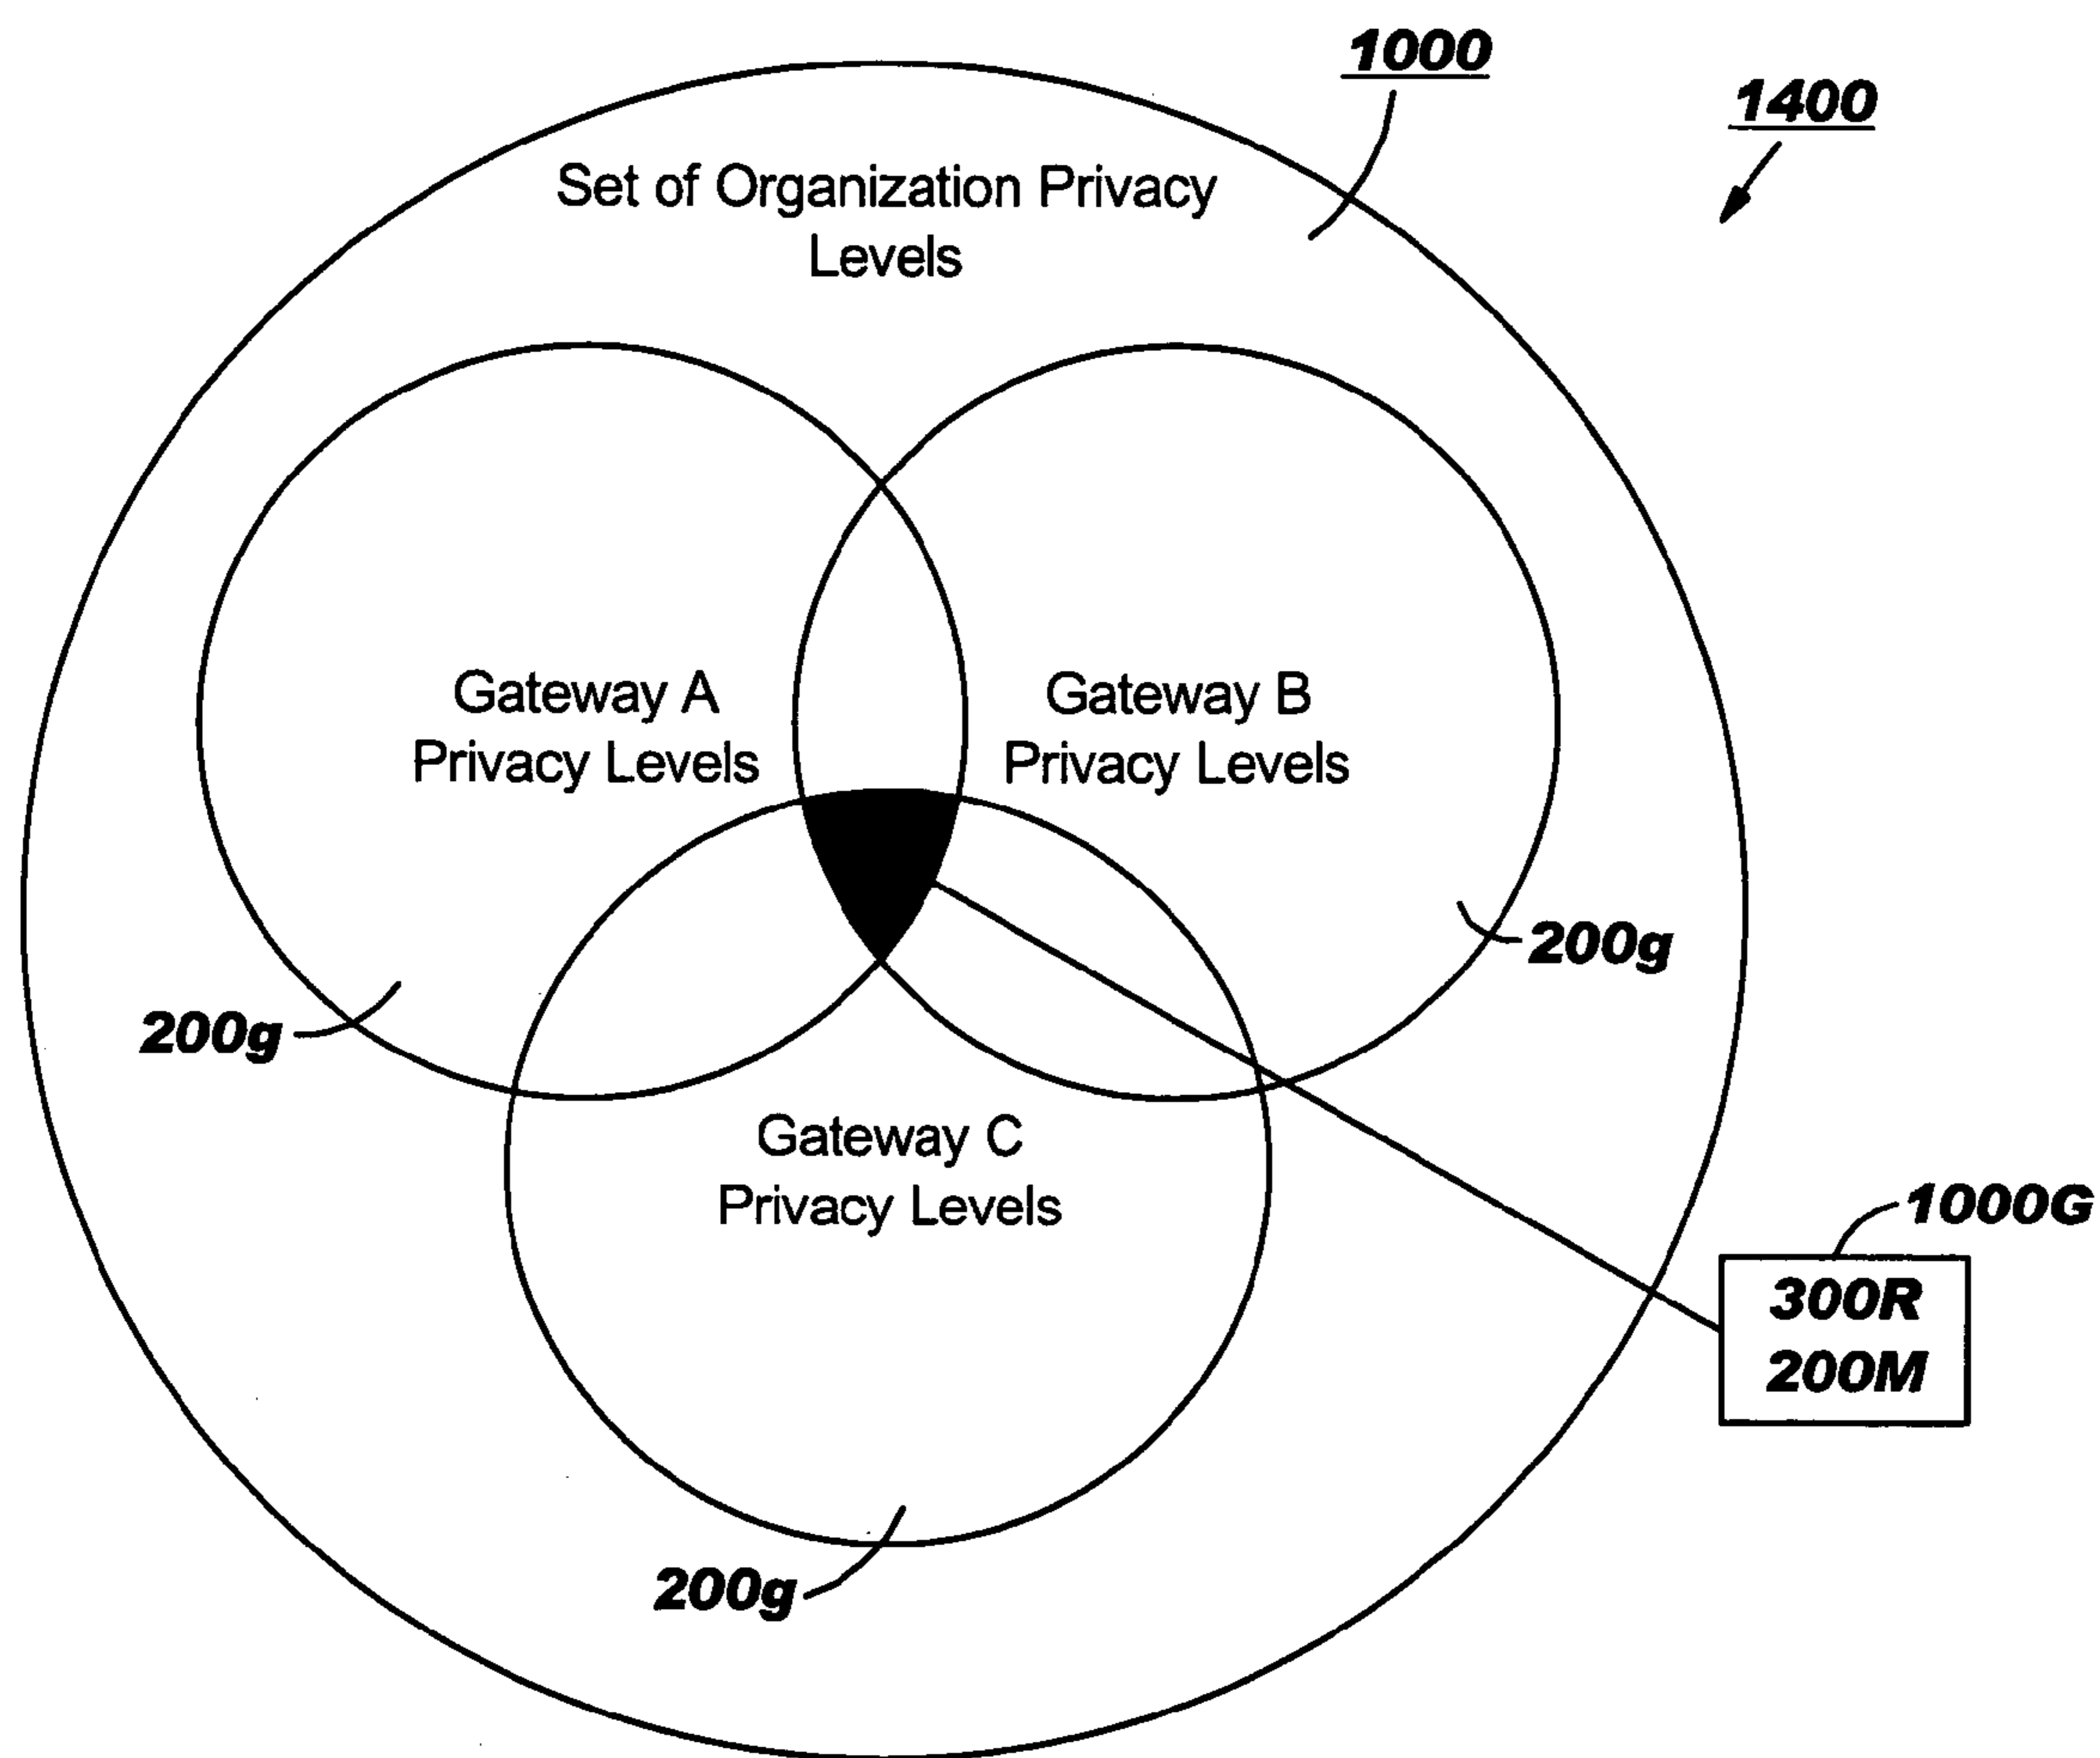 1000
1400
Set of Organization Privacy
Levels
Gateway A
Privacy Levels
Gateway B
Privacy Levels
200g
200g
Gateway C
Privacy Levels
1000G
300R
200M
200g